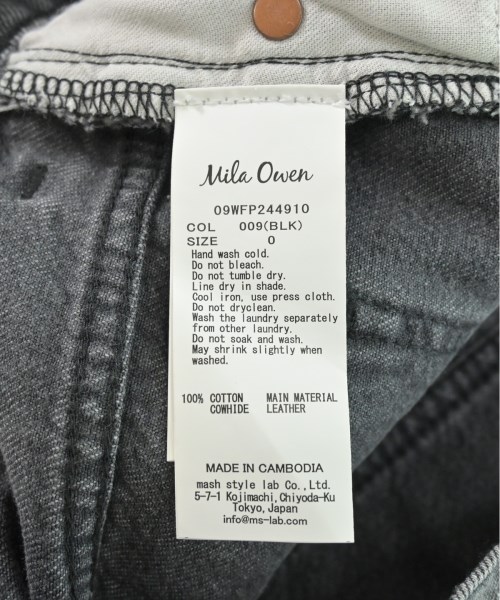 Mila Owen
09WFP244910
COL 009(BLK)
SIZE 0
Hand wash cold.
Do not bleach.
Do not tumble dry.
Line dry in shade.
Cool iron, use press cloth.
Do not dryclean.
Wash the laundry separately
from other laundry.
Do not soak and wash.
May shrink slightly when
washed.
100% COTTON MAIN MATERIAL
COWHIDE LEATHER
MADE IN CAMBODIA
mash style lab Co.,Ltd.
5-7-1 Kojimachi,Chiyoda-Ku
Tokyo,Japan
info@ms-lab.com